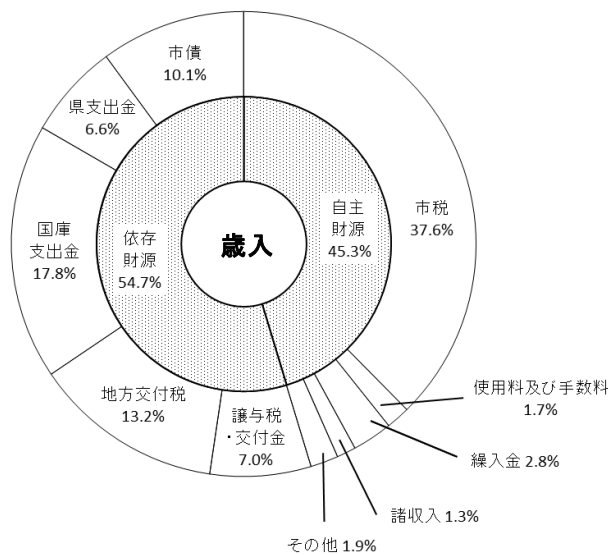 歳入
自主
財源
45.3%
依存
財源
54.7%
市税
37.6%
使用料及び手数料
1.7%
繰入金 2.8%
諸収入 1.3%
その他 1.9%
譲与税
・交付金
7.0%
地方交付税
13.2%
国庫
支出金
17.8%
県支出金
6.6%
市債
10.1%